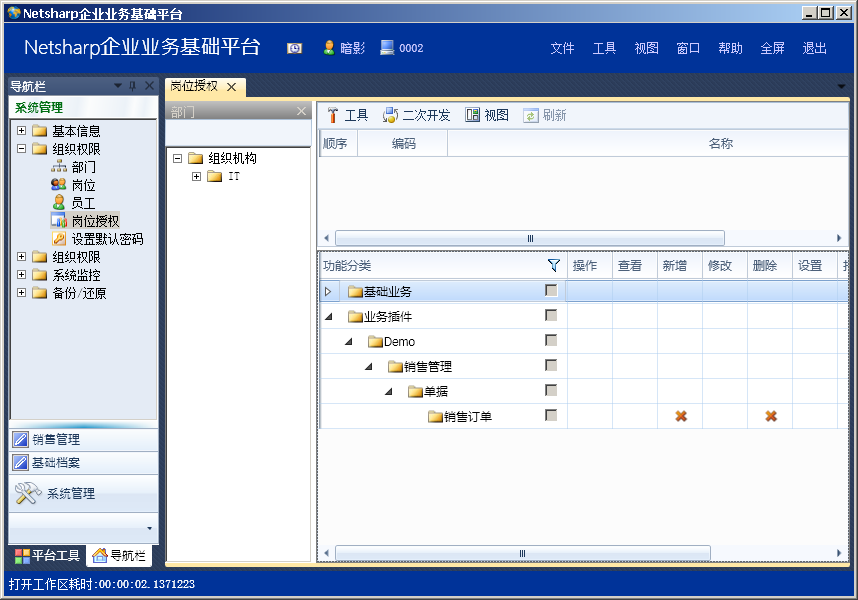 Netsharp企业业务基础平台
Netsharp企业业务基础平台 暗影 0002 文件 工具 视图 窗口 帮助 全屏 退出
导航栏
系统管理
基本信息
组织权限
部门
岗位
员工
岗位授权
设置默认密码
组织权限
系统监控
备份/还原
销售管理
基础档案
系统管理
平台工具 导航栏
岗位授权
部门
组织机构
IT
工具 二次开发 视图 刷新
顺序 编码 名称
功能分类 操作 查看 新增 修改 删除 设置
基础业务
业务插件
Demo
销售管理
单据
销售订单
打开工作区耗时:00:00:02.1371223